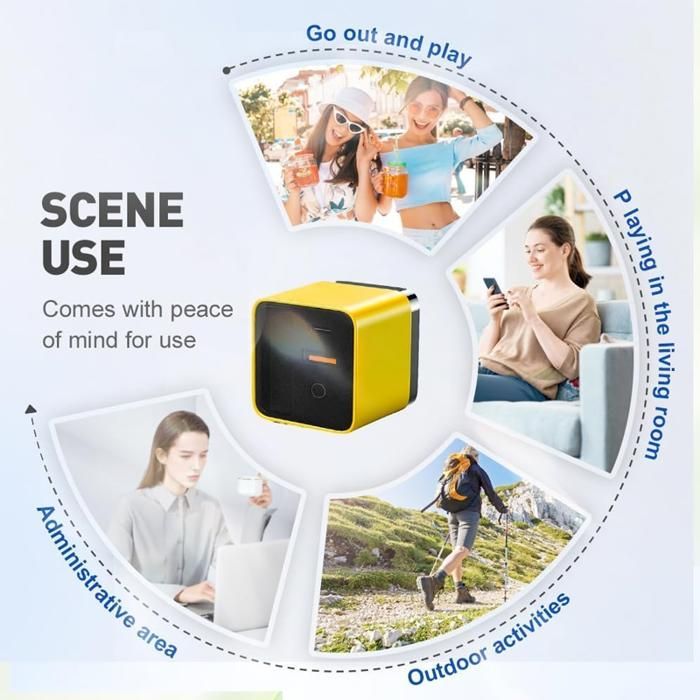 Go out and play
SCENE
USE
Comes with peace
of mind for use
P laying in the living room
Outdoor activities
Administrative area